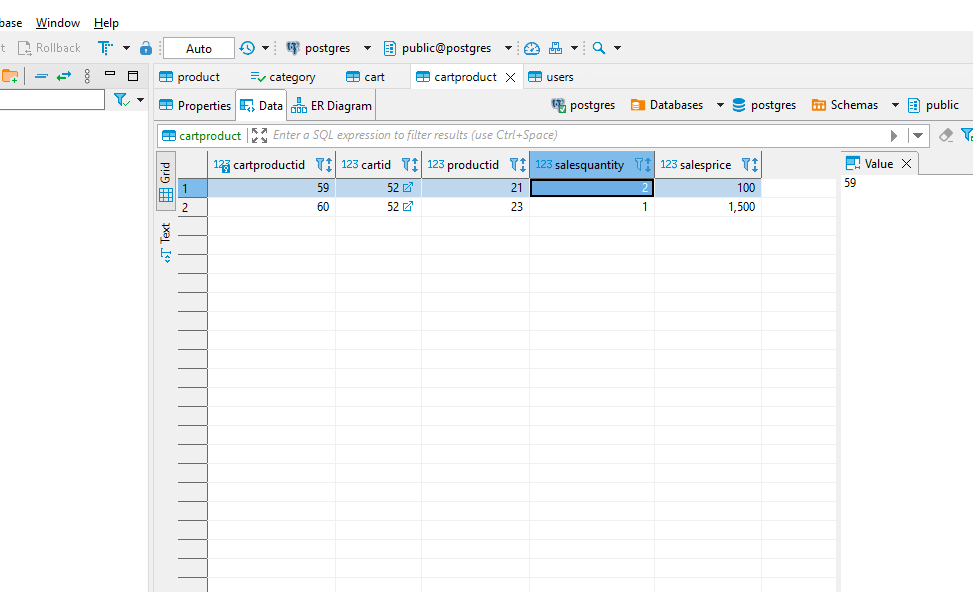 base Window Help
t Rollback Auto postgres public@postgres
product category cart cartproduct users
Properties Data ER Diagram postgres Databases postgres Schemas public
cartproduct Enter a SQL expression to filter results (use Ctrl+Space)
Grid 123 cartproductid 123 cartid 123 productid 123 salesquantity 123 salesprice Value
1 59 52 21 2 100 59
2 60 52 23 1 1,500
Text